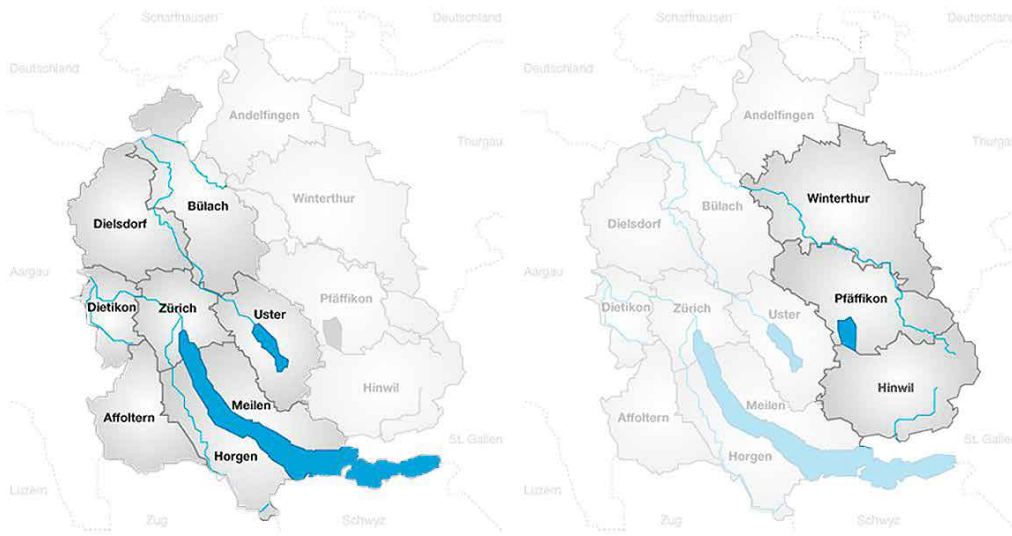 Schaffhausen
Deutschland
Deutschland
Andelfingen
Thurgau
Winterthur
Bülach
Dielsdorf
Aargau
Pfäffikon
Dietikon
Zürich
Uster
Hinwil
Meilen
Affoltern
St. Gallen
Horgen
Luzern
Zug
Schwyz
Schaffhausen
Deutschland
Deutschland
Andelfingen
Thurgau
Winterthur
Bülach
Dielsdorf
Aargau
Pfäffikon
Dietikon
Zürich
Uster
Hinwil
Meilen
Affoltern
St. Gallen
Horgen
Luzern
Zug
Schwyz